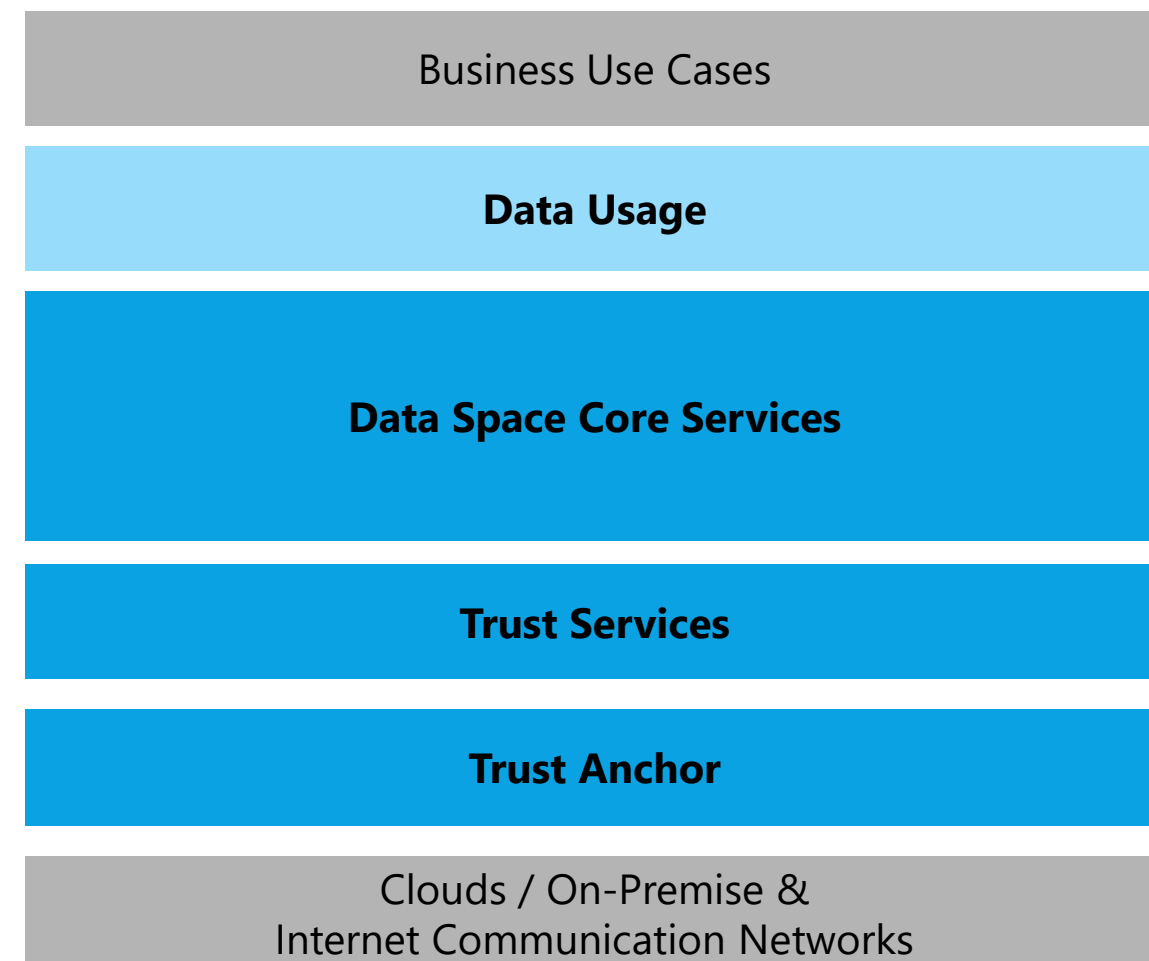 Business Use Cases
Data Usage
Data Space Core Services
Trust Services
Trust Anchor
Clouds / On-Premise &
Internet Communication Networks